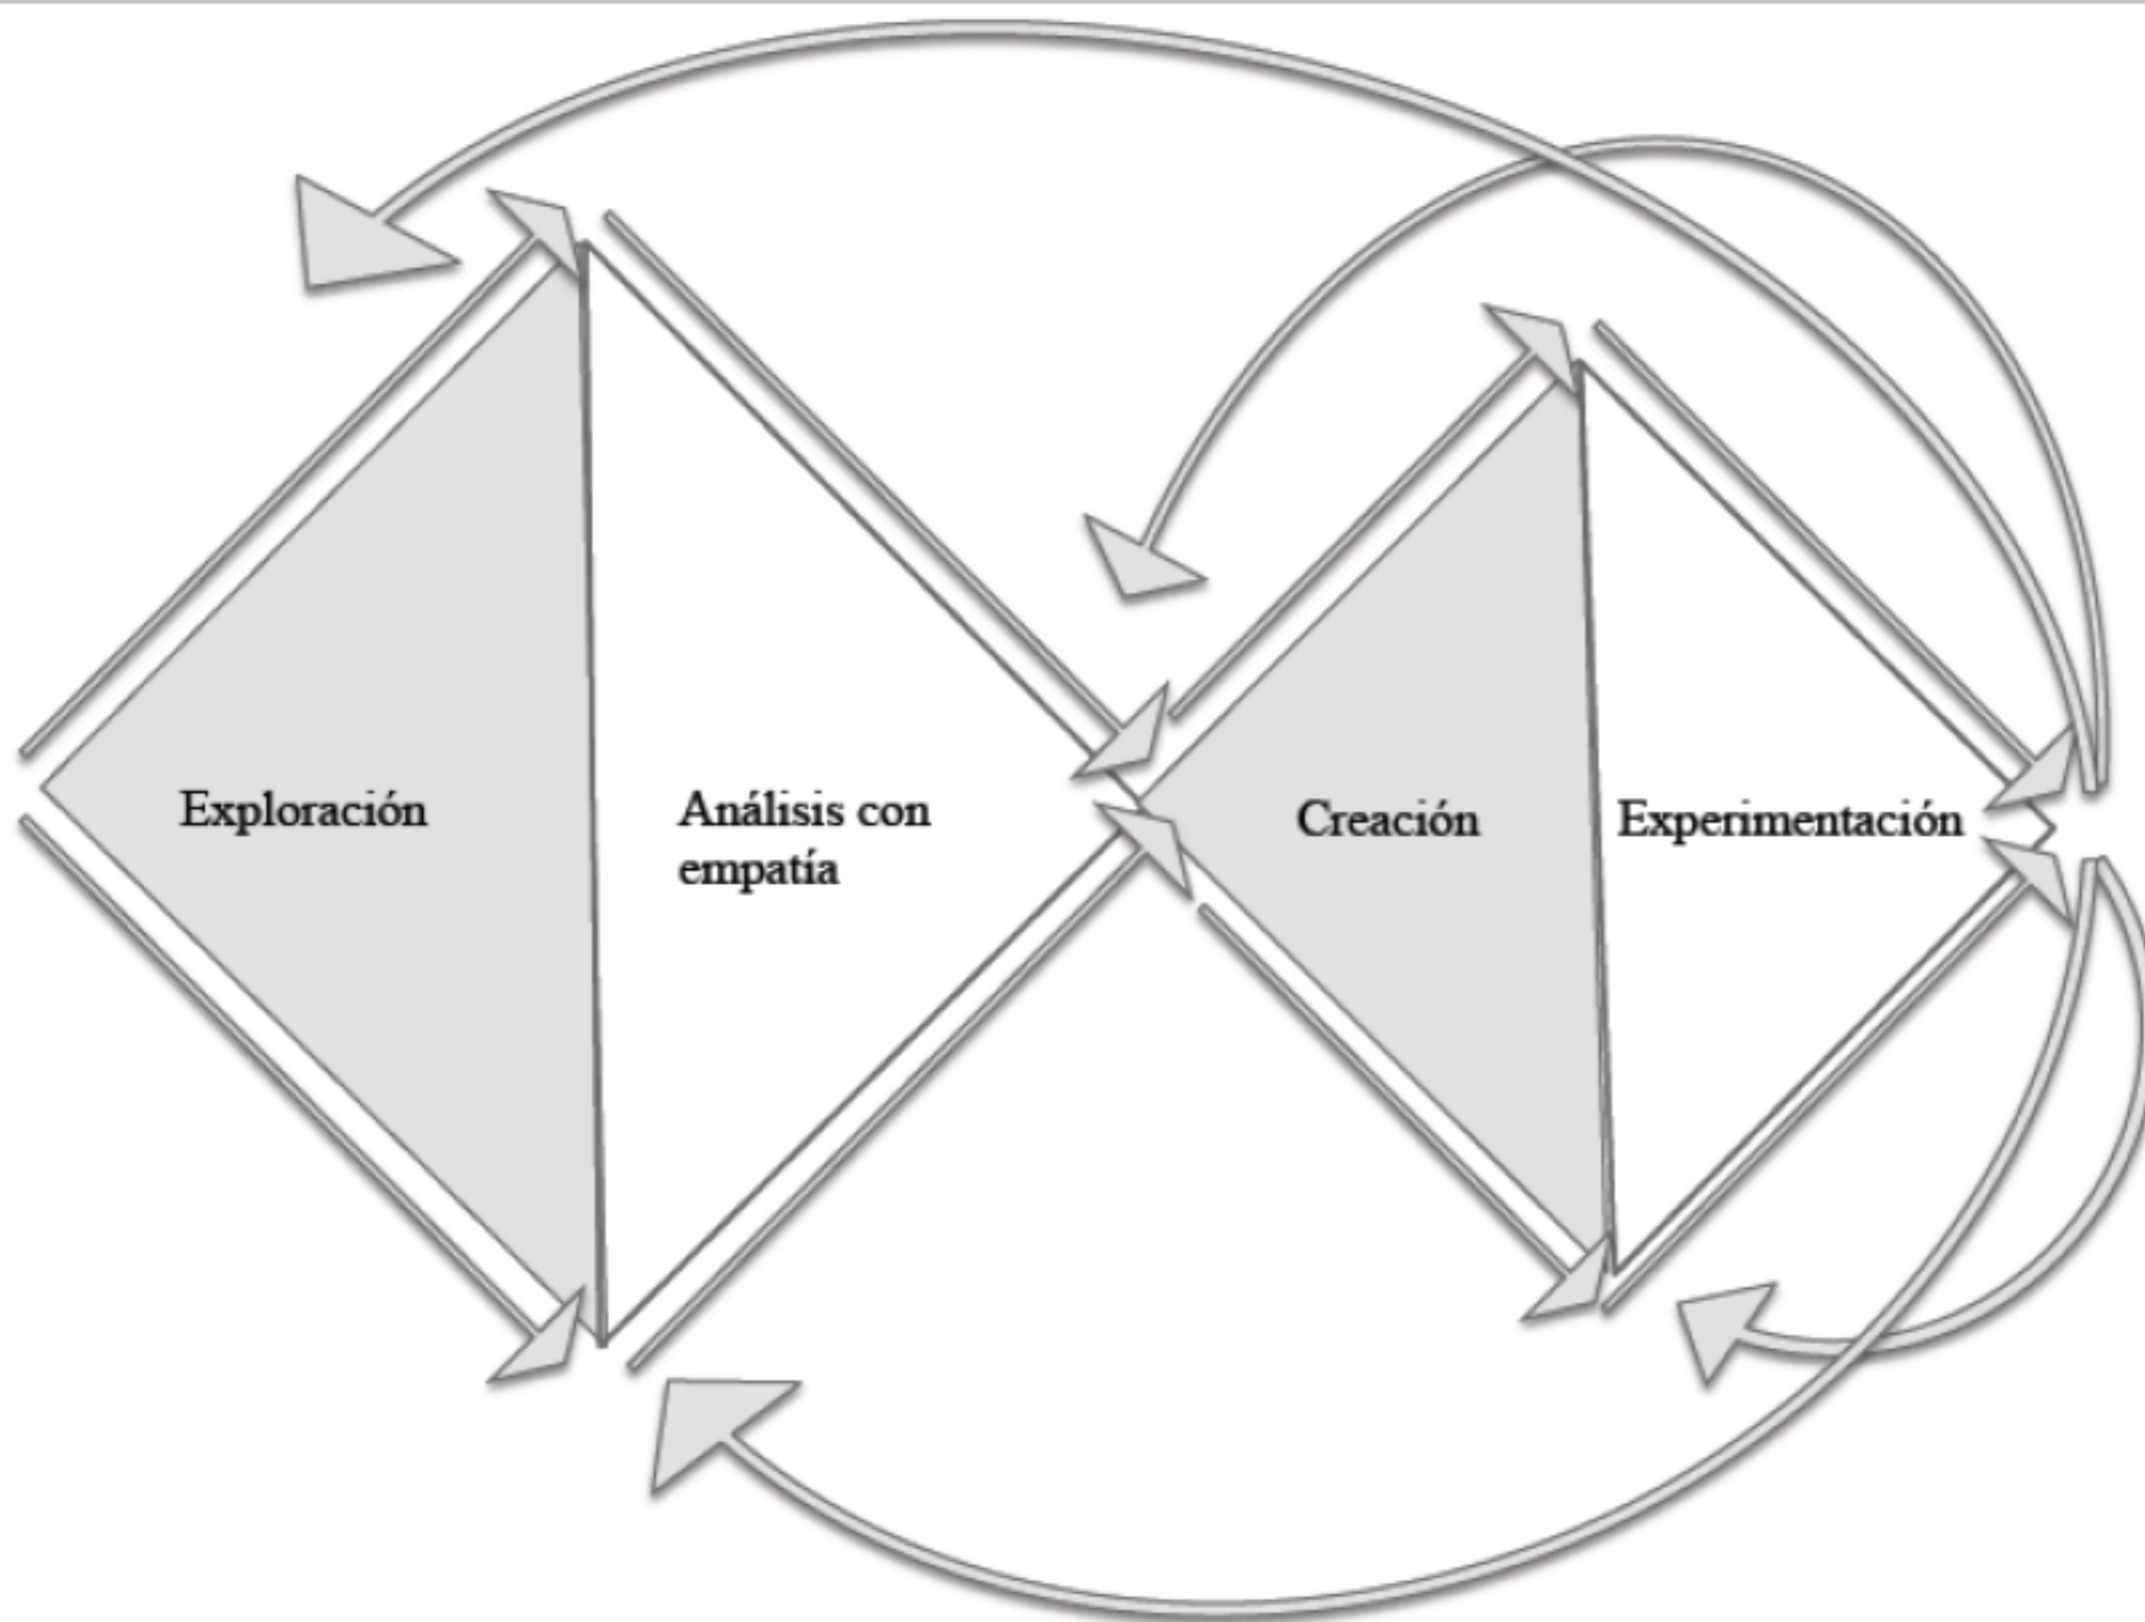 Exploración
Análisis con
empatía
Creación
Experimentación